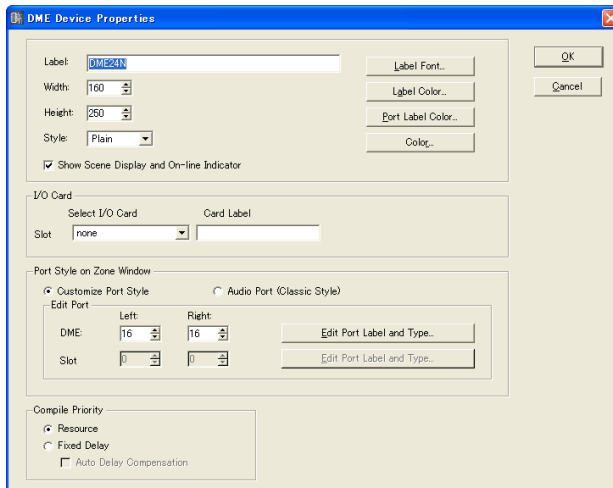 DME Device Properties
Label: DME24N Label Font... OK
Width: 160 Label Color... Cancel
Height: 250 Port Label Color...
Style: Plain Color...
Show Scene Display and On-line Indicator
I/O Card
Select I/O Card Card Label
Slot none
Port Style on Zone Window
Customize Port Style Audio Port (Classic Style)
Edit Port
Left: Right:
DME: 16 16 Edit Port Label and Type...
Slot 0 0 Edit Port Label and Type...
Compile Priority
Resource
Fixed Delay
Auto Delay Compensation